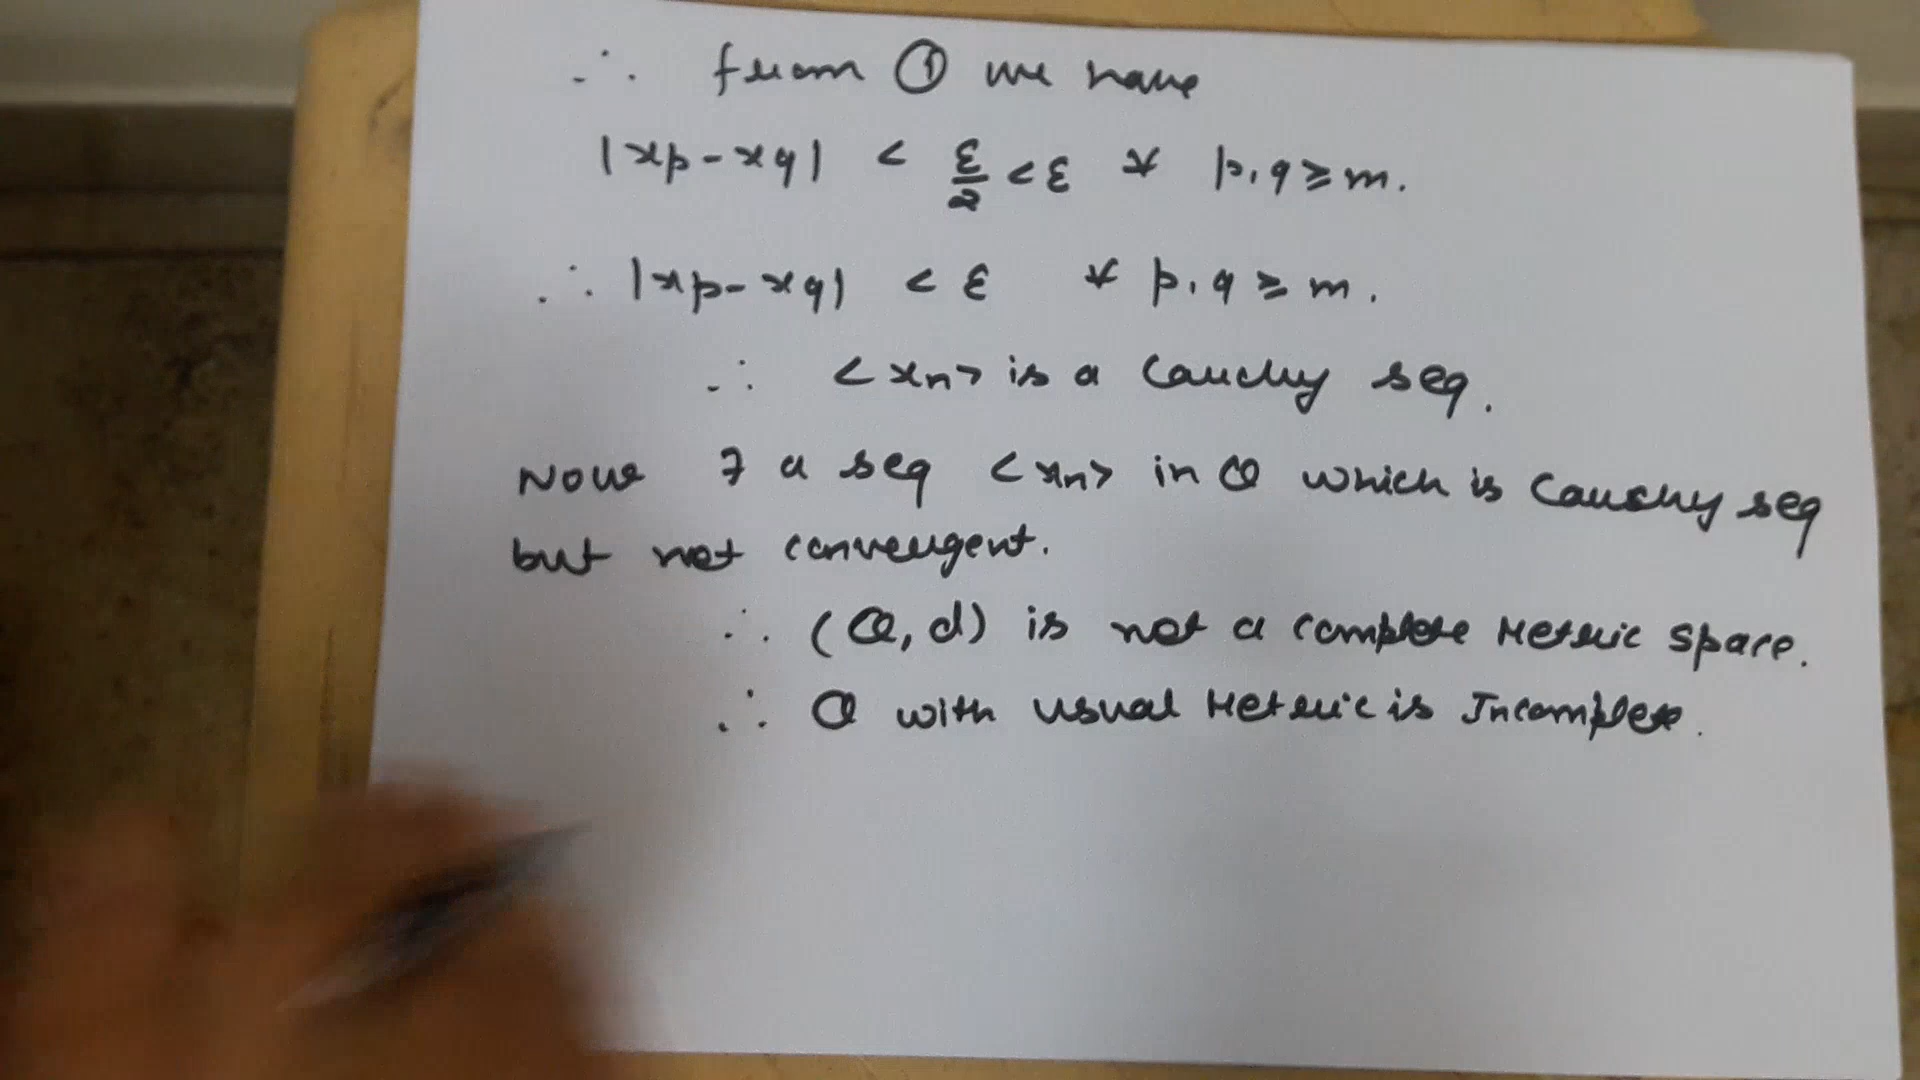 ∴ from ① we have
|xp - xq| < ε/2 < ε ∀ p, q ≥ m.
∴ |xp - xq| < ε ∀ p, q ≥ m.
∴ <xn> is a Cauchy seq.
Now ∃ a seq <xn> in Q which is Cauchy seq
but not convergent.
∴ (Q, d) is not a complete Metric space.
∴ Q with usual Metric is Incomplete.